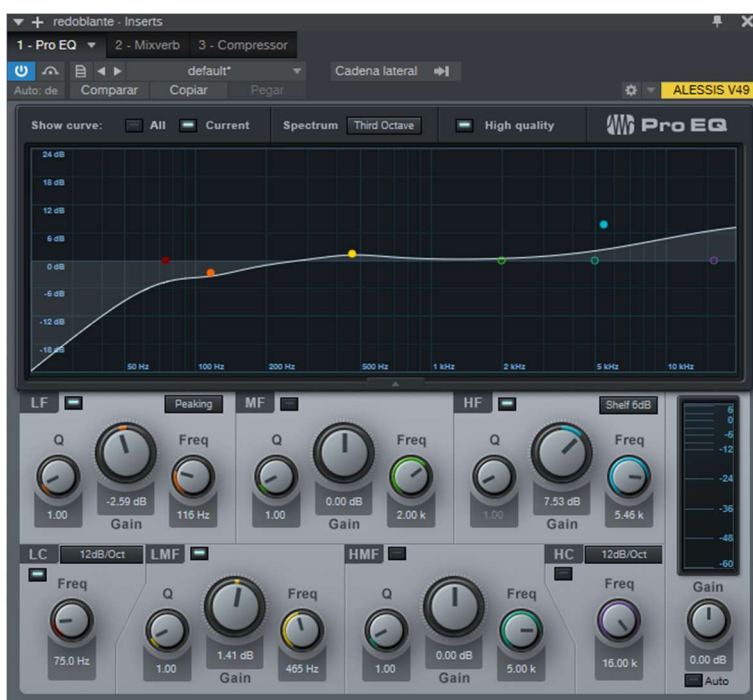 redoblante - Inserts
1 - Pro EQ 2 - Mixverb 3 - Compressor
default* Cadena lateral
Auto: de Comparar Copiar Pegar ALESSIS V49
Show curve: All Current Spectrum Third Octave High quality Pro EQ
24 dB
18 dB
12 dB
6 dB
0 dB
-6 dB
-12 dB
-18 dB
50 Hz 100 Hz 200 Hz 500 Hz 1 kHz 2 kHz 5 kHz 10 kHz
LF Peaking MF HF Shelf 6dB
Q Freq Q Freq Q Freq
1.00 -2.59 dB 116 Hz 1.00 0.00 dB 2.00 k 1.00 7.53 dB 5.46 k
Gain Gain Gain
6
0
-6
-12
-24
-36
-48
-60
LC 12dB/Oct LMF HMF HC 12dB/Oct
Freq Q Freq Q Freq Freq Gain
75.0 Hz 1.00 1.41 dB 465 Hz 1.00 0.00 dB 5.00 k 16.00 k 0.00 dB
Gain Gain Auto